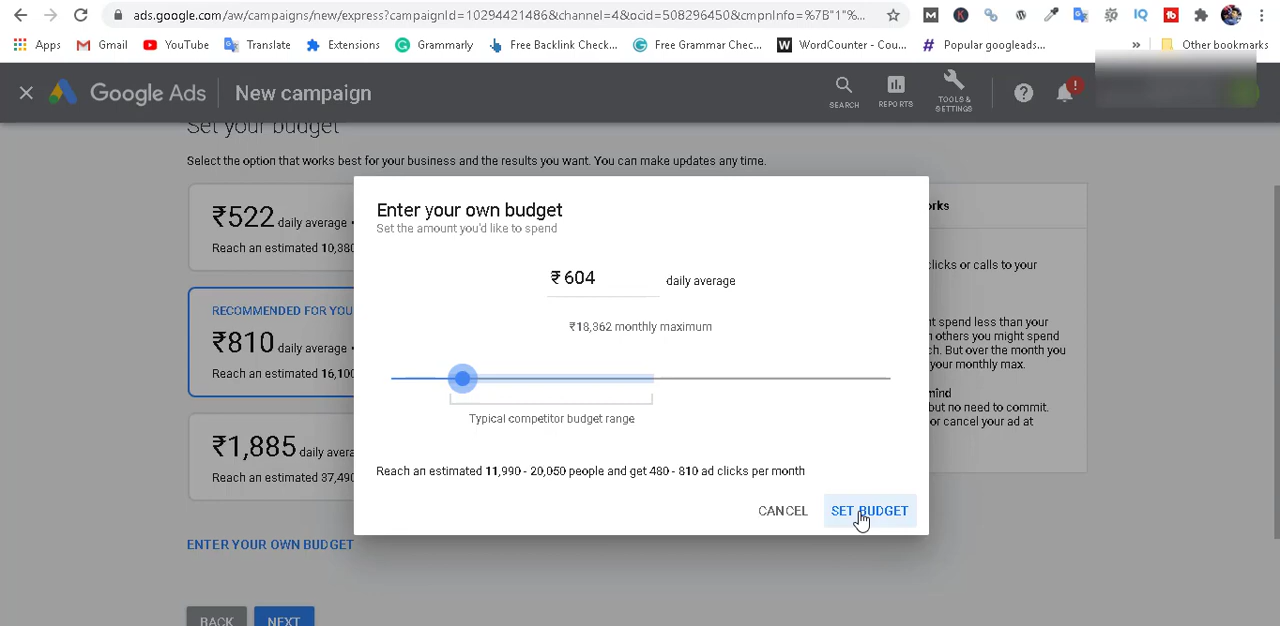 ads.google.com/aw/campaigns/new/express?campaignId=10294421486&channel=4&ocid=508296450&cmpnInfo=%7B"1"%...
Apps Gmail YouTube Translate Extensions Grammarly Free Backlink Check... Free Grammar Chec... WordCounter - Cou... Popular googleads... » Other bookmarks
Google Ads New campaign
SEARCH REPORTS TOOLS & SETTINGS
Set your budget
Select the option that works best for your business and the results you want. You can make updates any time.
₹522 daily average •
Reach an estimated 10,380
RECOMMENDED FOR YOU
₹810 daily average •
Reach an estimated 16,100
₹1,885 daily avera
Reach an estimated 37,490
ENTER YOUR OWN BUDGET
BACK NEXT
Enter your own budget
Set the amount you'd like to spend
₹ 604 daily average
₹18,362 monthly maximum
Typical competitor budget range
Reach an estimated 11,990 - 20,050 people and get 480 - 810 ad clicks per month
CANCEL SET BUDGET
orks
clicks or calls to your
t spend less than your
n others you might spend
ch. But over the month you
your monthly max.
mind
but no need to commit.
or cancel your ad at